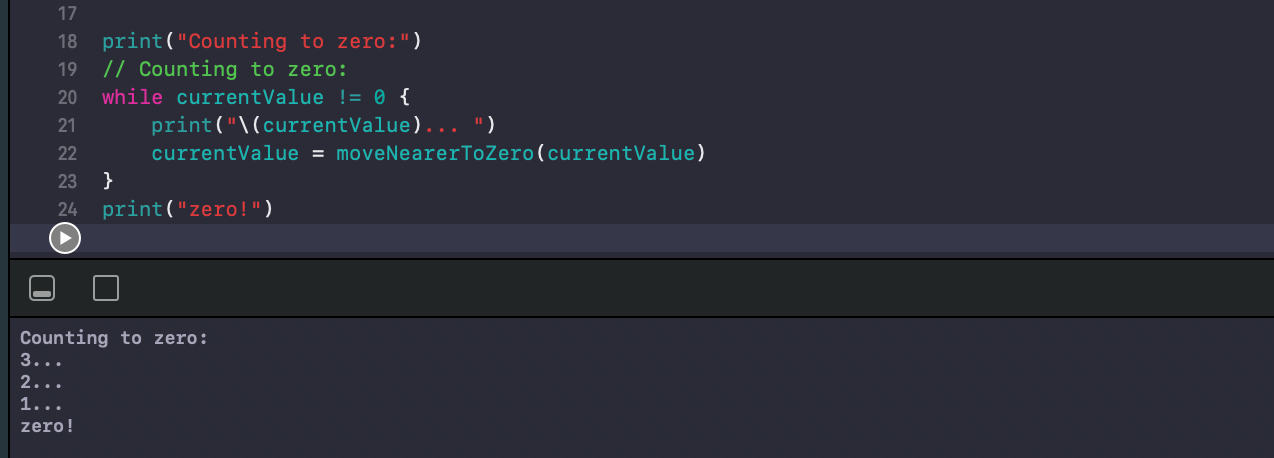 17
18 print("Counting to zero:")
19 // Counting to zero:
20 while currentValue != 0 {
21     print("\(currentValue)... ")
22     currentValue = moveNearerToZero(currentValue)
23 }
24 print("zero!")
Counting to zero:
3...
2...
1...
zero!